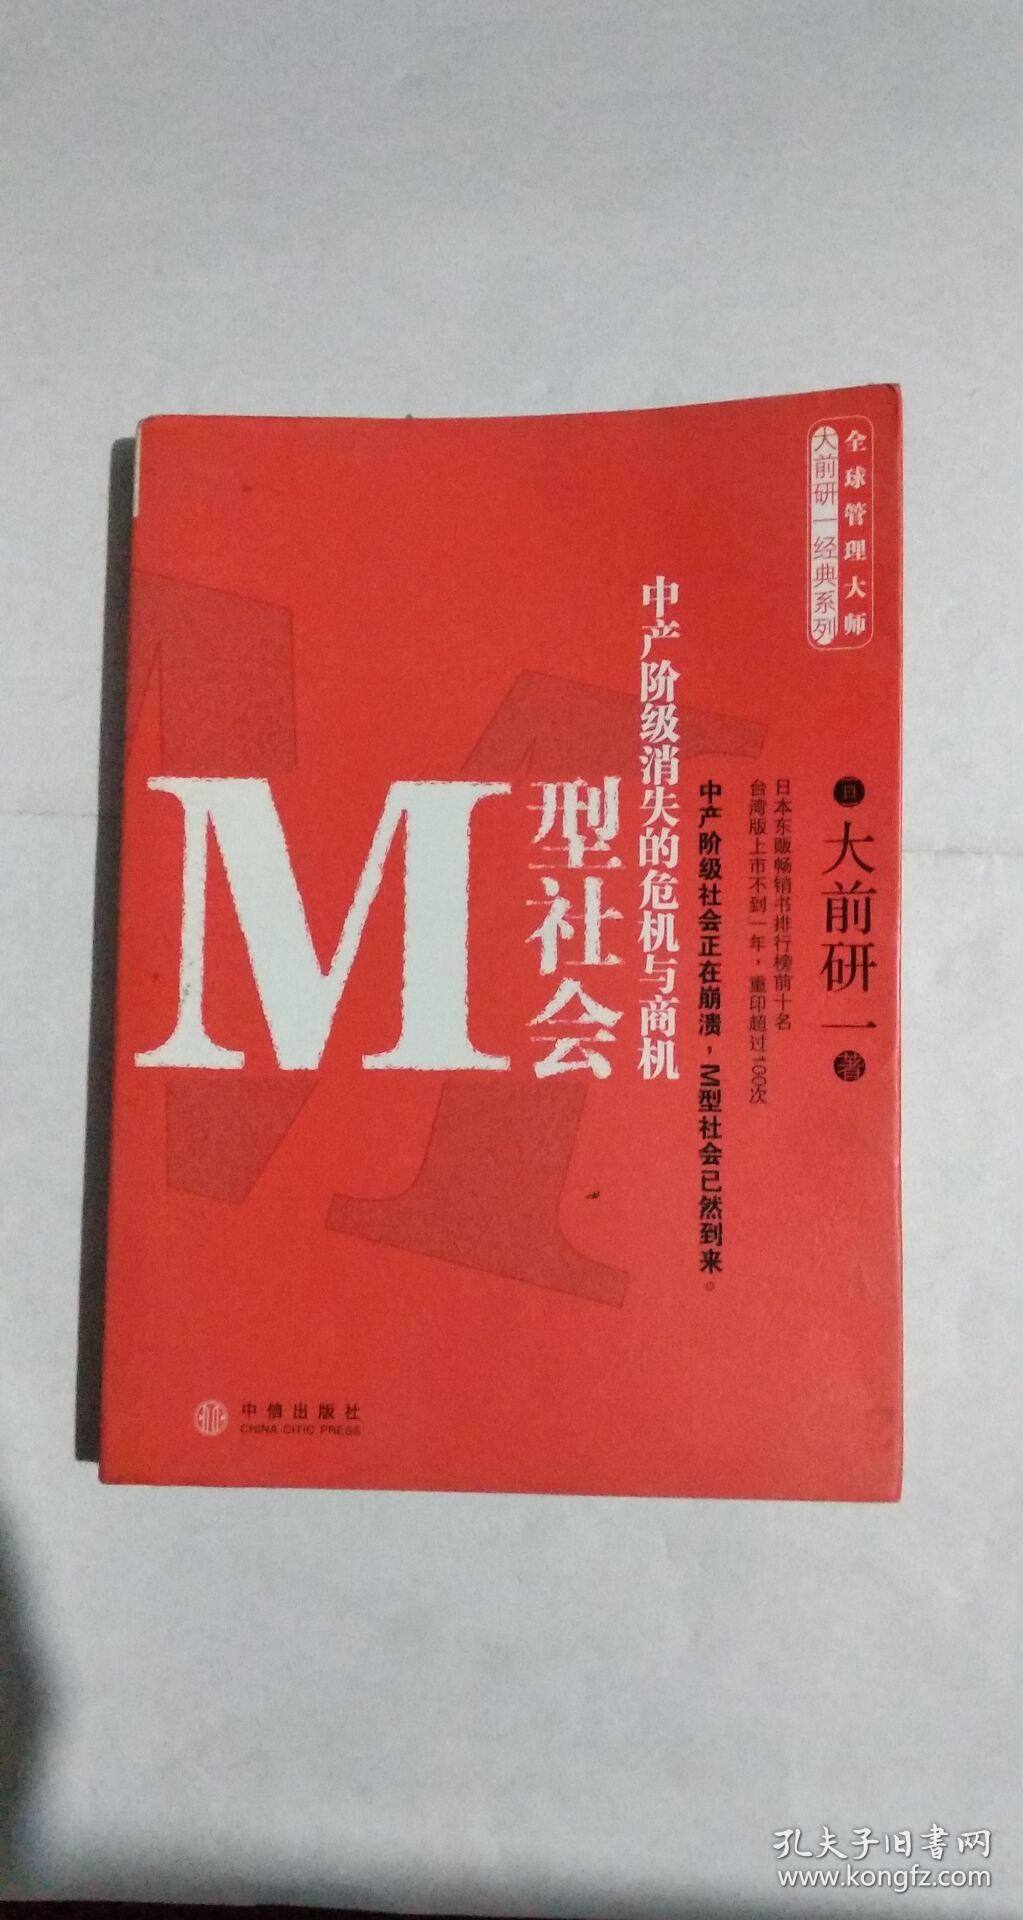 全球管理大师
大前研一经典系列
日 大前研一 著
日本东贩畅销书排行榜前十名
台湾版上市不到一年，重印超过100次
中产阶级社会正在崩溃，M型社会已然到来。
中产阶级消失的危机与商机
M型社会
中信出版社
CHINA CITIC PRESS
孔夫子旧书网
www.kongfz.com